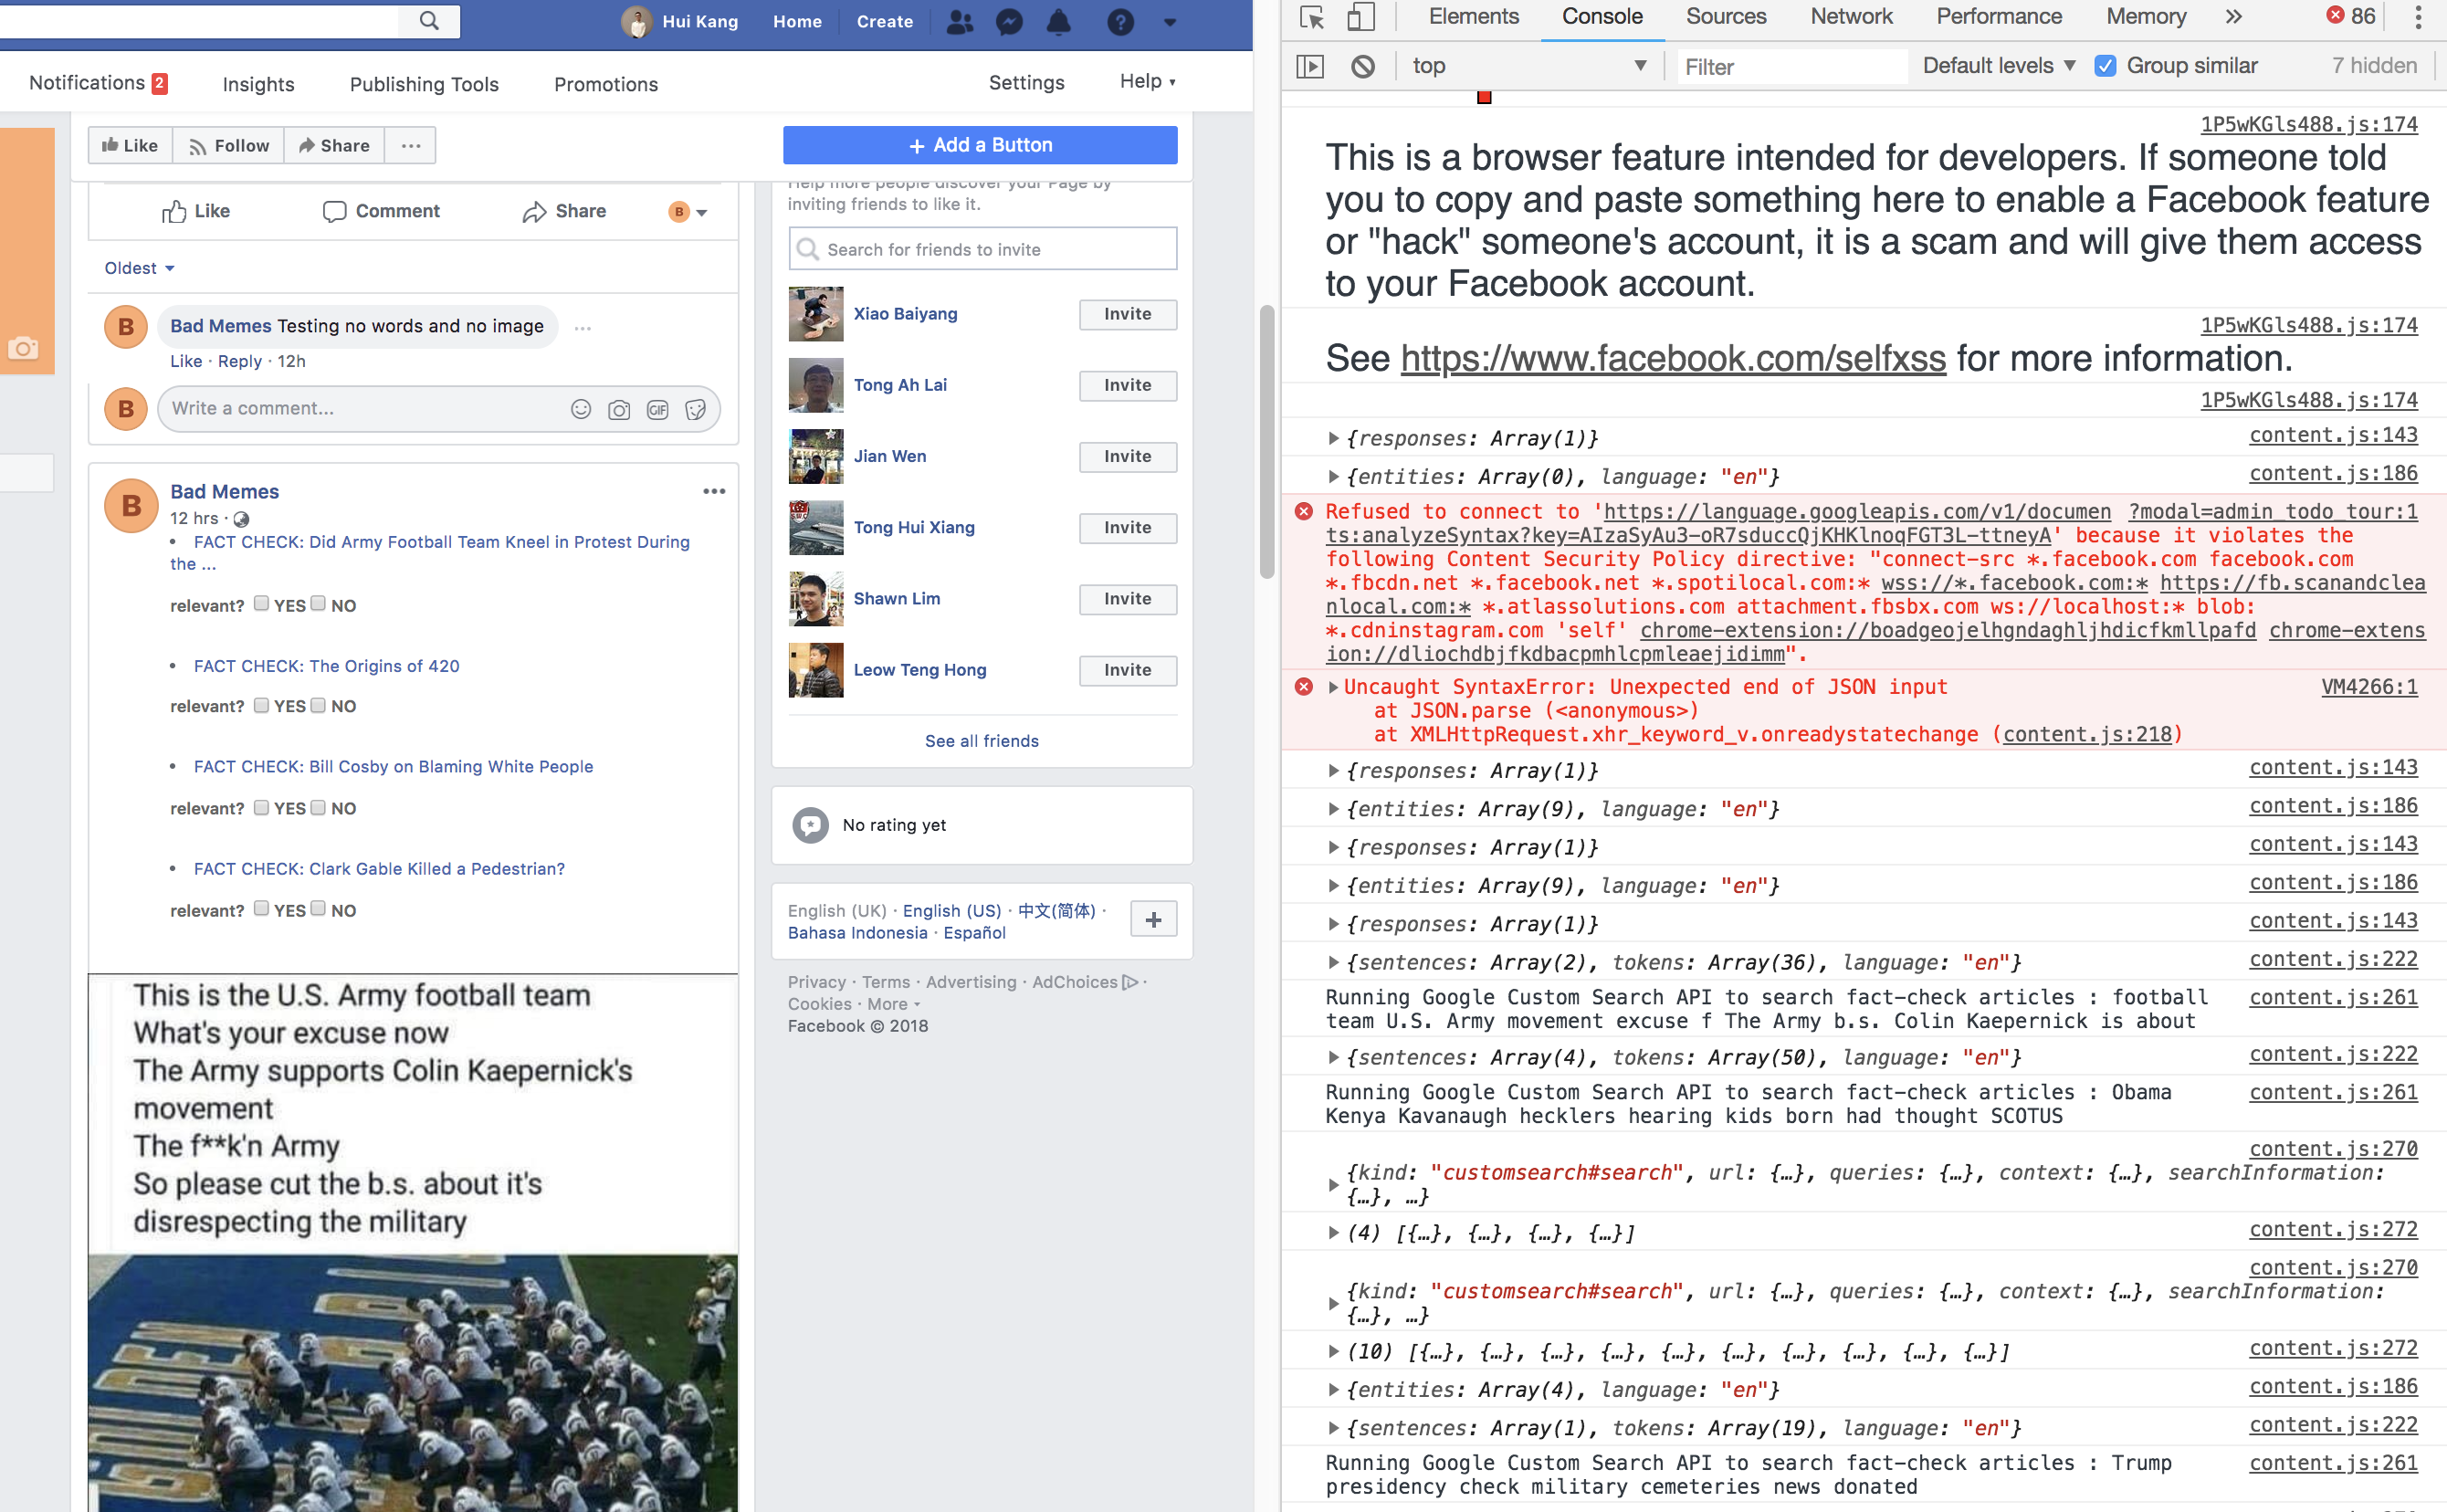 Hui Kang
Home
Create
Notifications 2
Insights
Publishing Tools
Promotions
Settings
Help
Like
Follow
Share
...
+ Add a Button
Like
Comment
Share
B
Oldest
B
Bad Memes Testing no words and no image
...
Like · Reply · 12h
B
Write a comment...
GIF
B
Bad Memes
12 hrs ·
• FACT CHECK: Did Army Football Team Kneel in Protest During
the ...
relevant? YES NO
• FACT CHECK: The Origins of 420
relevant? YES NO
• FACT CHECK: Bill Cosby on Blaming White People
relevant? YES NO
• FACT CHECK: Clark Gable Killed a Pedestrian?
relevant? YES NO
This is the U.S. Army football team
What's your excuse now
The Army supports Colin Kaepernick's
movement
The f**k'n Army
So please cut the b.s. about it's
disrespecting the military
Help more people discover your Page by
inviting friends to like it.
Search for friends to invite
Xiao Baiyang
Invite
Tong Ah Lai
Invite
Jian Wen
Invite
Tong Hui Xiang
Invite
Shawn Lim
Invite
Leow Teng Hong
Invite
See all friends
No rating yet
English (UK) · English (US) · 中文(简体) ·
Bahasa Indonesia · Español
+
Privacy · Terms · Advertising · AdChoices ·
Cookies · More
Facebook © 2018
Elements
Console
Sources
Network
Performance
Memory
»
86
top
Filter
Default levels
Group similar
7 hidden
1P5wKGls488.js:174
This is a browser feature intended for developers. If someone told
you to copy and paste something here to enable a Facebook feature
or "hack" someone's account, it is a scam and will give them access
to your Facebook account.
1P5wKGls488.js:174
See https://www.facebook.com/selfxss for more information.
1P5wKGls488.js:174
{responses: Array(1)} content.js:143
{entities: Array(0), language: "en"} content.js:186
Refused to connect to 'https://language.googleapis.com/v1/documen ?modal=admin_todo_tour:1
ts:analyzeSyntax?key=AIzaSyAu3-oR7sduccQjKHKlnoqFGT3L-ttneyA' because it violates the
following Content Security Policy directive: "connect-src *.facebook.com facebook.com
*.fbcdn.net *.facebook.net *.spotilocal.com:* wss://*.facebook.com:* https://fb.scanandclea
nlocal.com:* *.atlassolutions.com attachment.fbsbx.com ws://localhost:* blob:
*.cdninstagram.com 'self' chrome-extension://boadgeojelhgndaghljhdicfkmllpafd chrome-extens
ion://dliochdbjfkdbacpmhlcpmleaejidimm".
Uncaught SyntaxError: Unexpected end of JSON input VM4266:1
at JSON.parse (<anonymous>)
at XMLHttpRequest.xhr_keyword_v.onreadystatechange (content.js:218)
{responses: Array(1)} content.js:143
{entities: Array(9), language: "en"} content.js:186
{responses: Array(1)} content.js:143
{entities: Array(9), language: "en"} content.js:186
{responses: Array(1)} content.js:143
{sentences: Array(2), tokens: Array(36), language: "en"} content.js:222
Running Google Custom Search API to search fact-check articles : football content.js:261
team U.S. Army movement excuse f The Army b.s. Colin Kaepernick is about
{sentences: Array(4), tokens: Array(50), language: "en"} content.js:222
Running Google Custom Search API to search fact-check articles : Obama content.js:261
Kenya Kavanaugh hecklers hearing kids born had thought SCOTUS
content.js:270
{kind: "customsearch#search", url: {…}, queries: {…}, context: {…}, searchInformation:
{…}, …}
(4) [{…}, {…}, {…}, {…}] content.js:272
content.js:270
{kind: "customsearch#search", url: {…}, queries: {…}, context: {…}, searchInformation:
{…}, …}
(10) [{…}, {…}, {…}, {…}, {…}, {…}, {…}, {…}, {…}, {…}] content.js:272
{entities: Array(4), language: "en"} content.js:186
{sentences: Array(1), tokens: Array(19), language: "en"} content.js:222
Running Google Custom Search API to search fact-check articles : Trump content.js:261
presidency check military cemeteries news donated